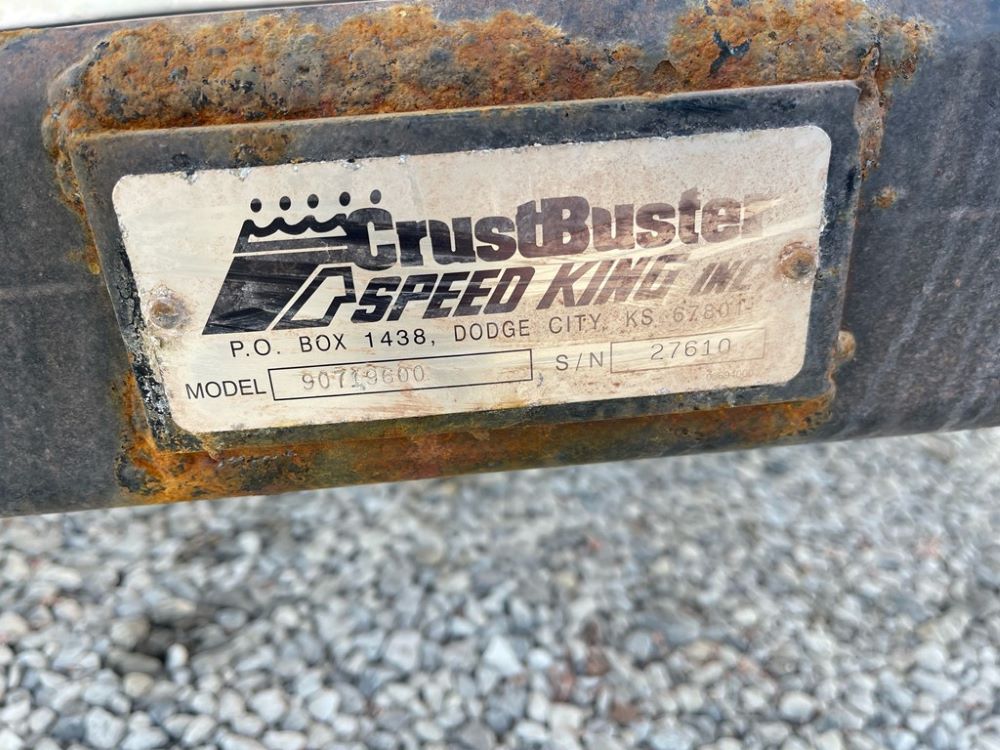 CrustBuster
SPEED KING INC
P.O. BOX 1438, DODGE CITY, KS 67801
MODEL 90719600 S/N 27610